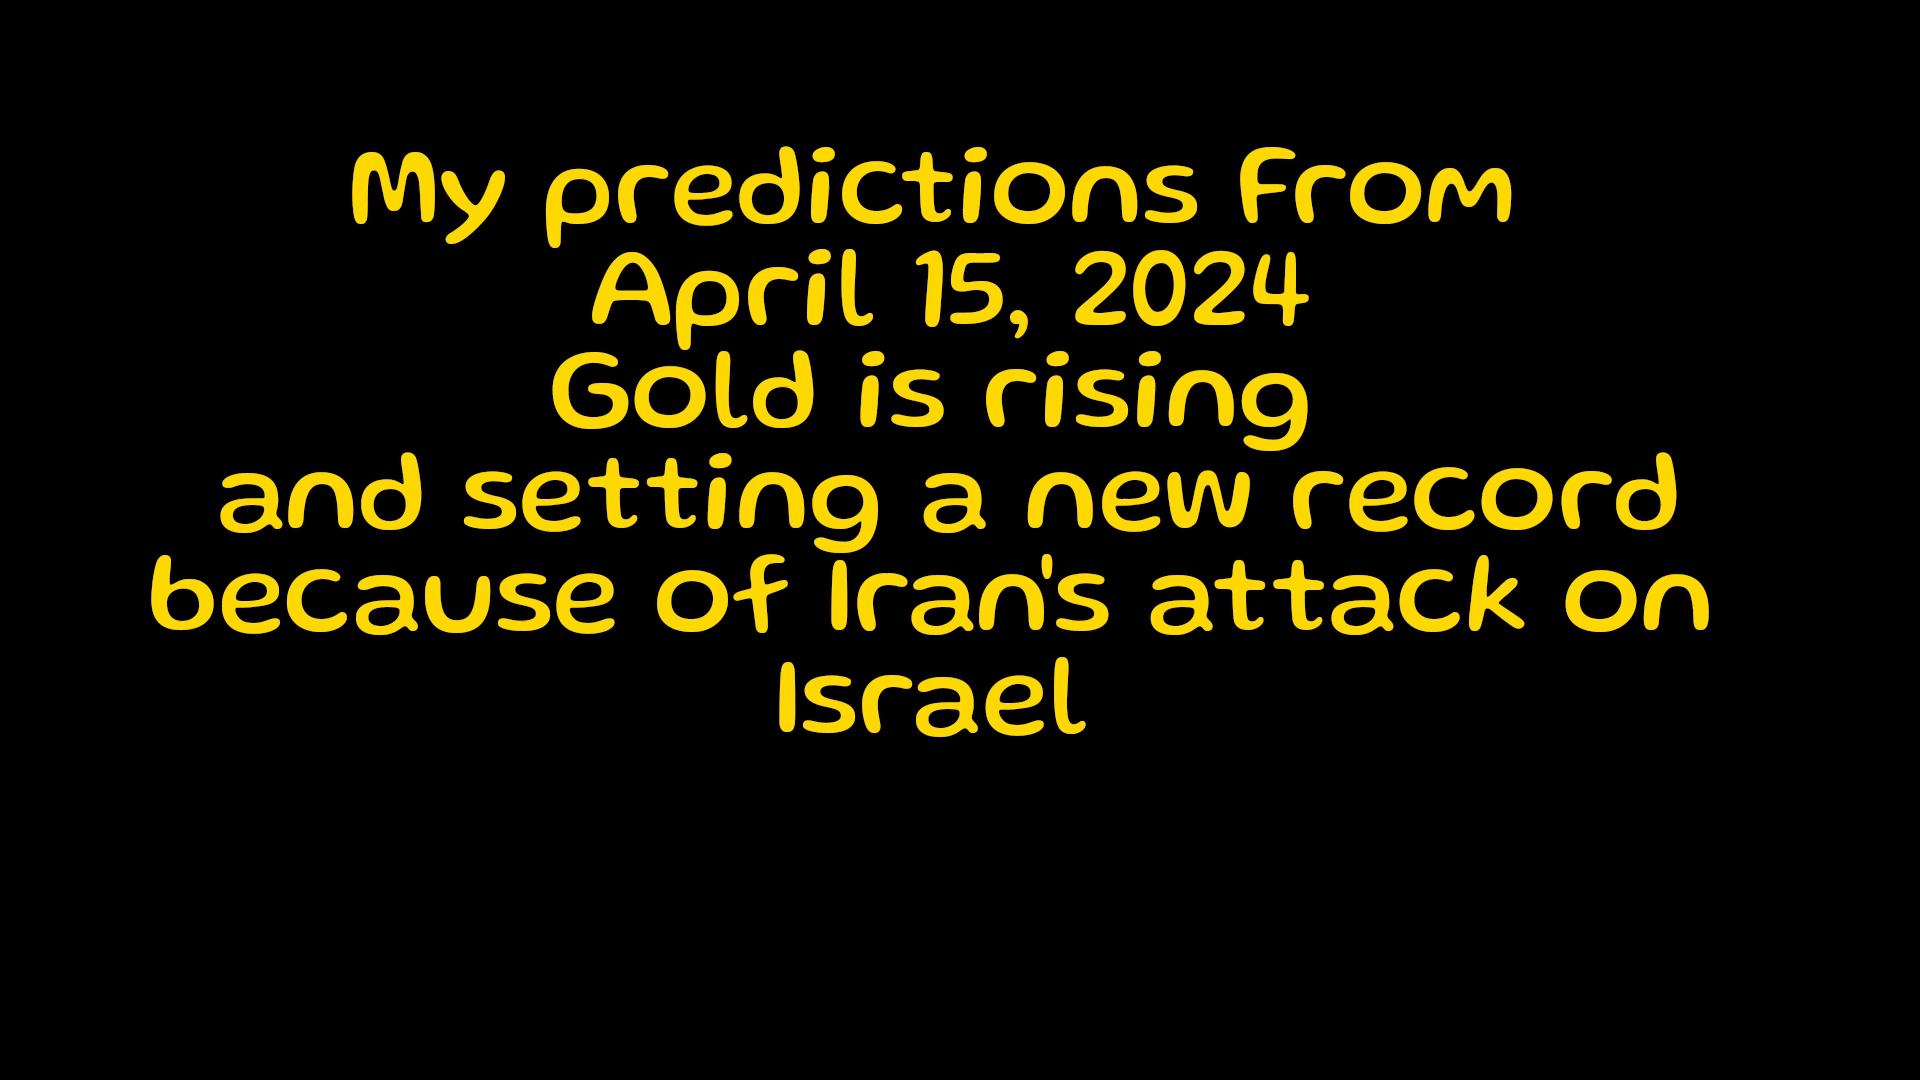 My predictions from
April 15, 2024
Gold is rising
and setting a new record
because of Iran's attack on
Israel